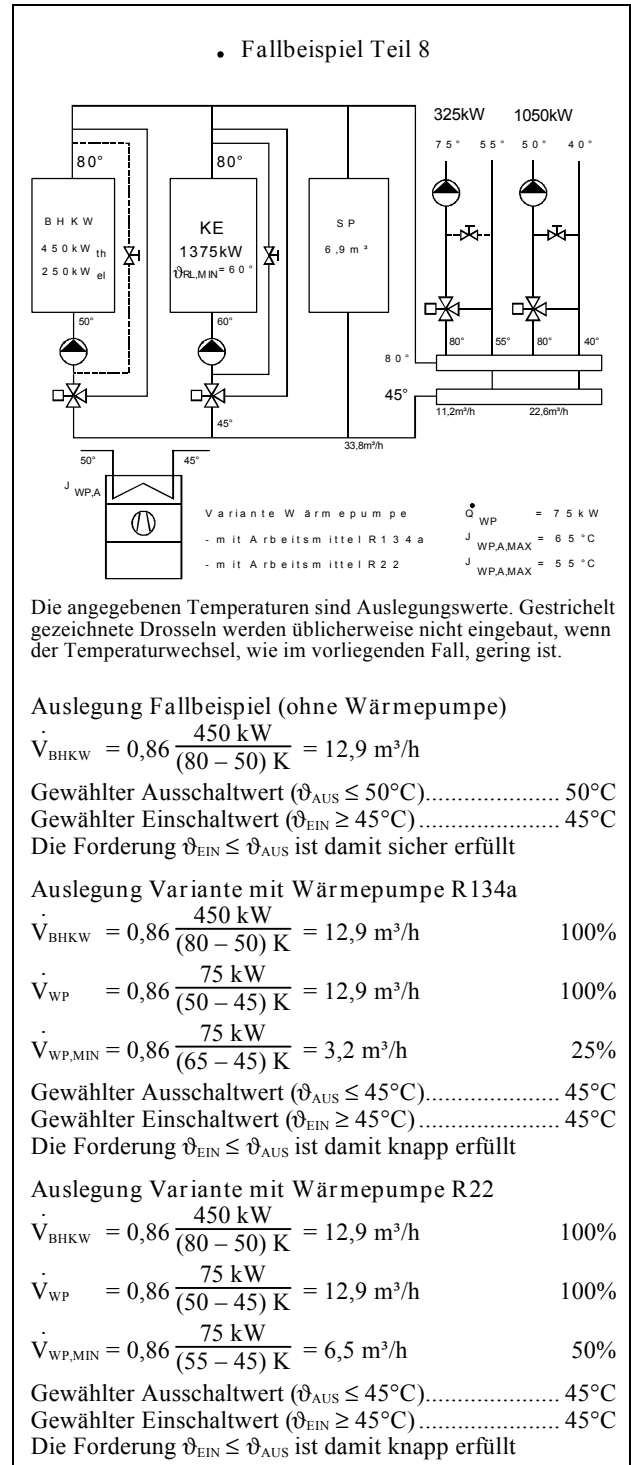 • Fallbeispiel Teil 8
325kW 1050kW
75° 55° 50° 40°
80° 80°
BHKW
450kW th
250kW el
KE
1375kW
ϑRL,MIN=60°
SP
6,9m³
50° 60° 80° 55° 80° 40°
80°
45°
45°
11,2m³/h 22,6m³/h
33,8m³/h
50° 45°
J WP,A
Variante Wärmepumpe
- mit Arbeitsmittel R134a
- mit Arbeitsmittel R22
Q̇ WP = 75kW
J WP,A,MAX = 65°C
J WP,A,MAX = 55°C
Die angegebenen Temperaturen sind Auslegungswerte. Gestrichelt
gezeichnete Drosseln werden üblicherweise nicht eingebaut, wenn
der Temperaturwechsel, wie im vorliegenden Fall, gering ist.
Auslegung Fallbeispiel (ohne Wärmepumpe)
V̇BHKW = 0,86 450 kW / (80 – 50) K = 12,9 m³/h
Gewählter Ausschaltwert (ϑAUS ≤ 50°C)..................... 50°C
Gewählter Einschaltwert (ϑEIN ≥ 45°C) ...................... 45°C
Die Forderung ϑEIN ≤ ϑAUS ist damit sicher erfüllt
Auslegung Variante mit Wärmepumpe R134a
V̇BHKW = 0,86 450 kW / (80 – 50) K = 12,9 m³/h 100%
V̇WP = 0,86 75 kW / (50 – 45) K = 12,9 m³/h 100%
V̇WP,MIN = 0,86 75 kW / (65 – 45) K = 3,2 m³/h 25%
Gewählter Ausschaltwert (ϑAUS ≤ 45°C)..................... 45°C
Gewählter Einschaltwert (ϑEIN ≥ 45°C) ...................... 45°C
Die Forderung ϑEIN ≤ ϑAUS ist damit knapp erfüllt
Auslegung Variante mit Wärmepumpe R22
V̇BHKW = 0,86 450 kW / (80 – 50) K = 12,9 m³/h 100%
V̇WP = 0,86 75 kW / (50 – 45) K = 12,9 m³/h 100%
V̇WP,MIN = 0,86 75 kW / (55 – 45) K = 6,5 m³/h 50%
Gewählter Ausschaltwert (ϑAUS ≤ 45°C)..................... 45°C
Gewählter Einschaltwert (ϑEIN ≥ 45°C) ...................... 45°C
Die Forderung ϑEIN ≤ ϑAUS ist damit knapp erfüllt